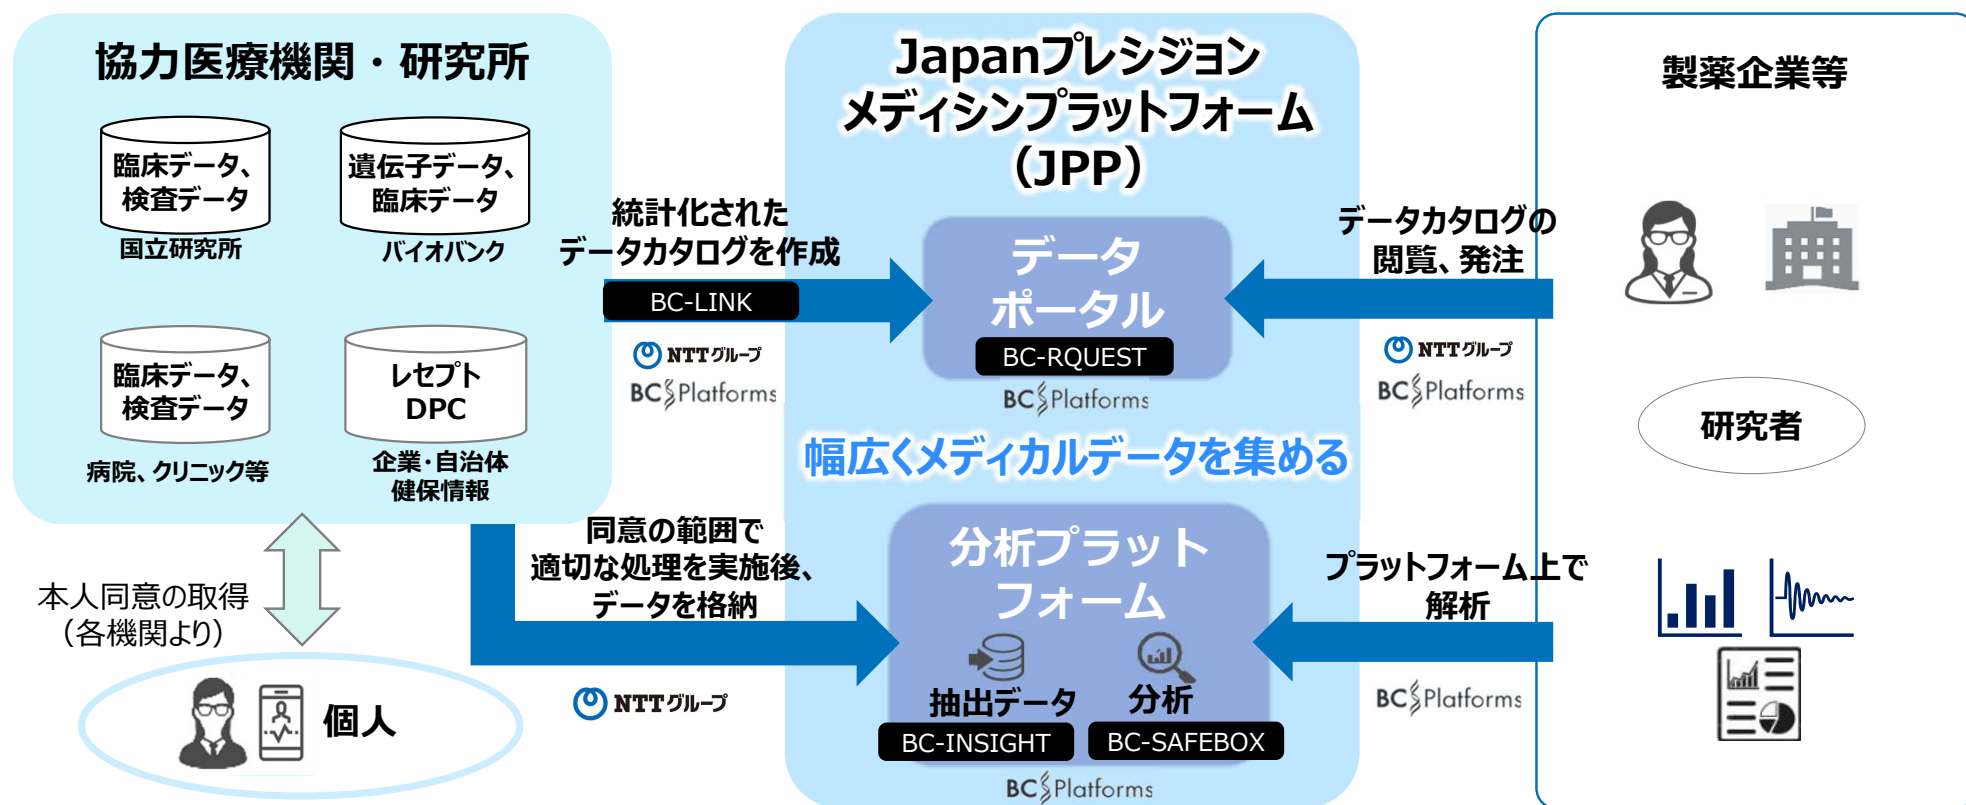 協力医療機関・研究所
臨床データ、
検査データ
国立研究所
遺伝子データ、
臨床データ
バイオバンク
臨床データ、
検査データ
病院、クリニック等
レセプト
DPC
企業・自治体
健保情報
本人同意の取得
（各機関より）
個人
統計化された
データカタログを作成
BC-LINK
NTTグループ
BC Platforms
同意の範囲で
適切な処理を実施後、
データを格納
NTTグループ
Japanプレシジョン
メディシンプラットフォーム
（JPP）
データ
ポータル
BC-RQUEST
BC Platforms
幅広くメディカルデータを集める
分析プラット
フォーム
抽出データ
BC-INSIGHT
分析
BC-SAFEBOX
BC Platforms
データカタログの
閲覧、発注
NTTグループ
BC Platforms
プラットフォーム上で
解析
BC Platforms
製薬企業等
研究者